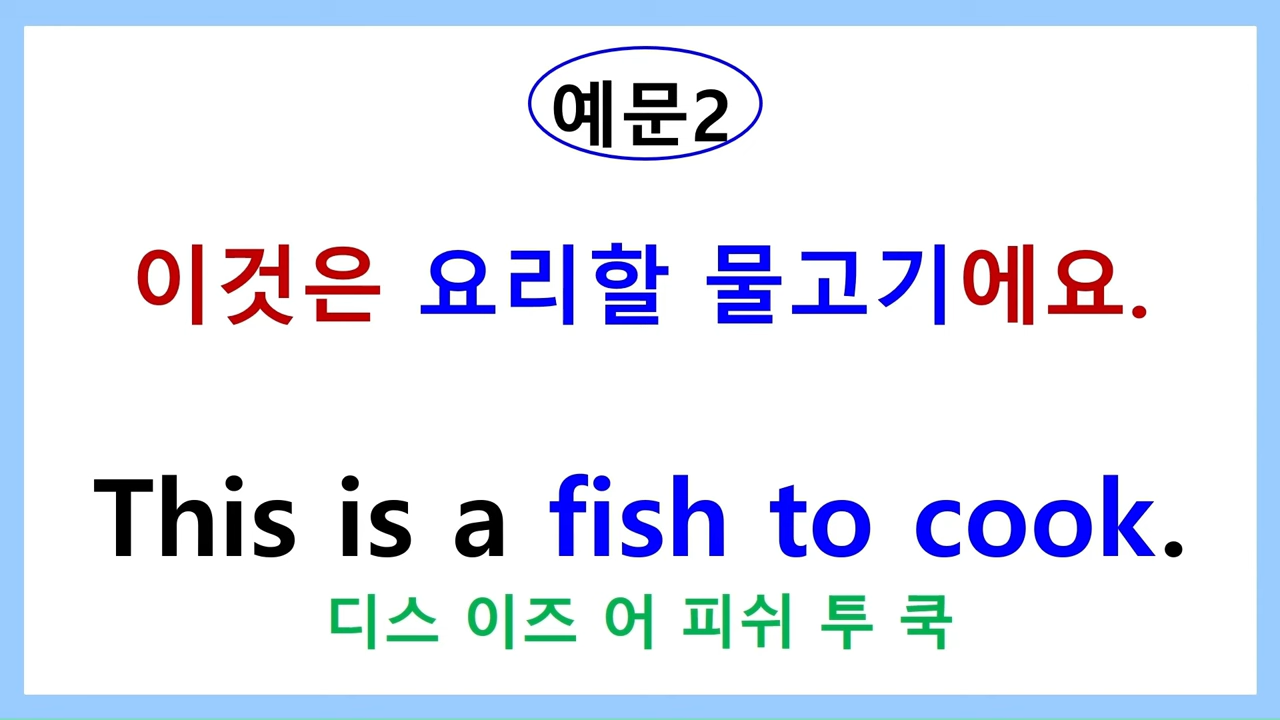 예문2
이것은 요리할 물고기에요.
This is a fish to cook.
디스 이즈 어 피쉬 투 쿡